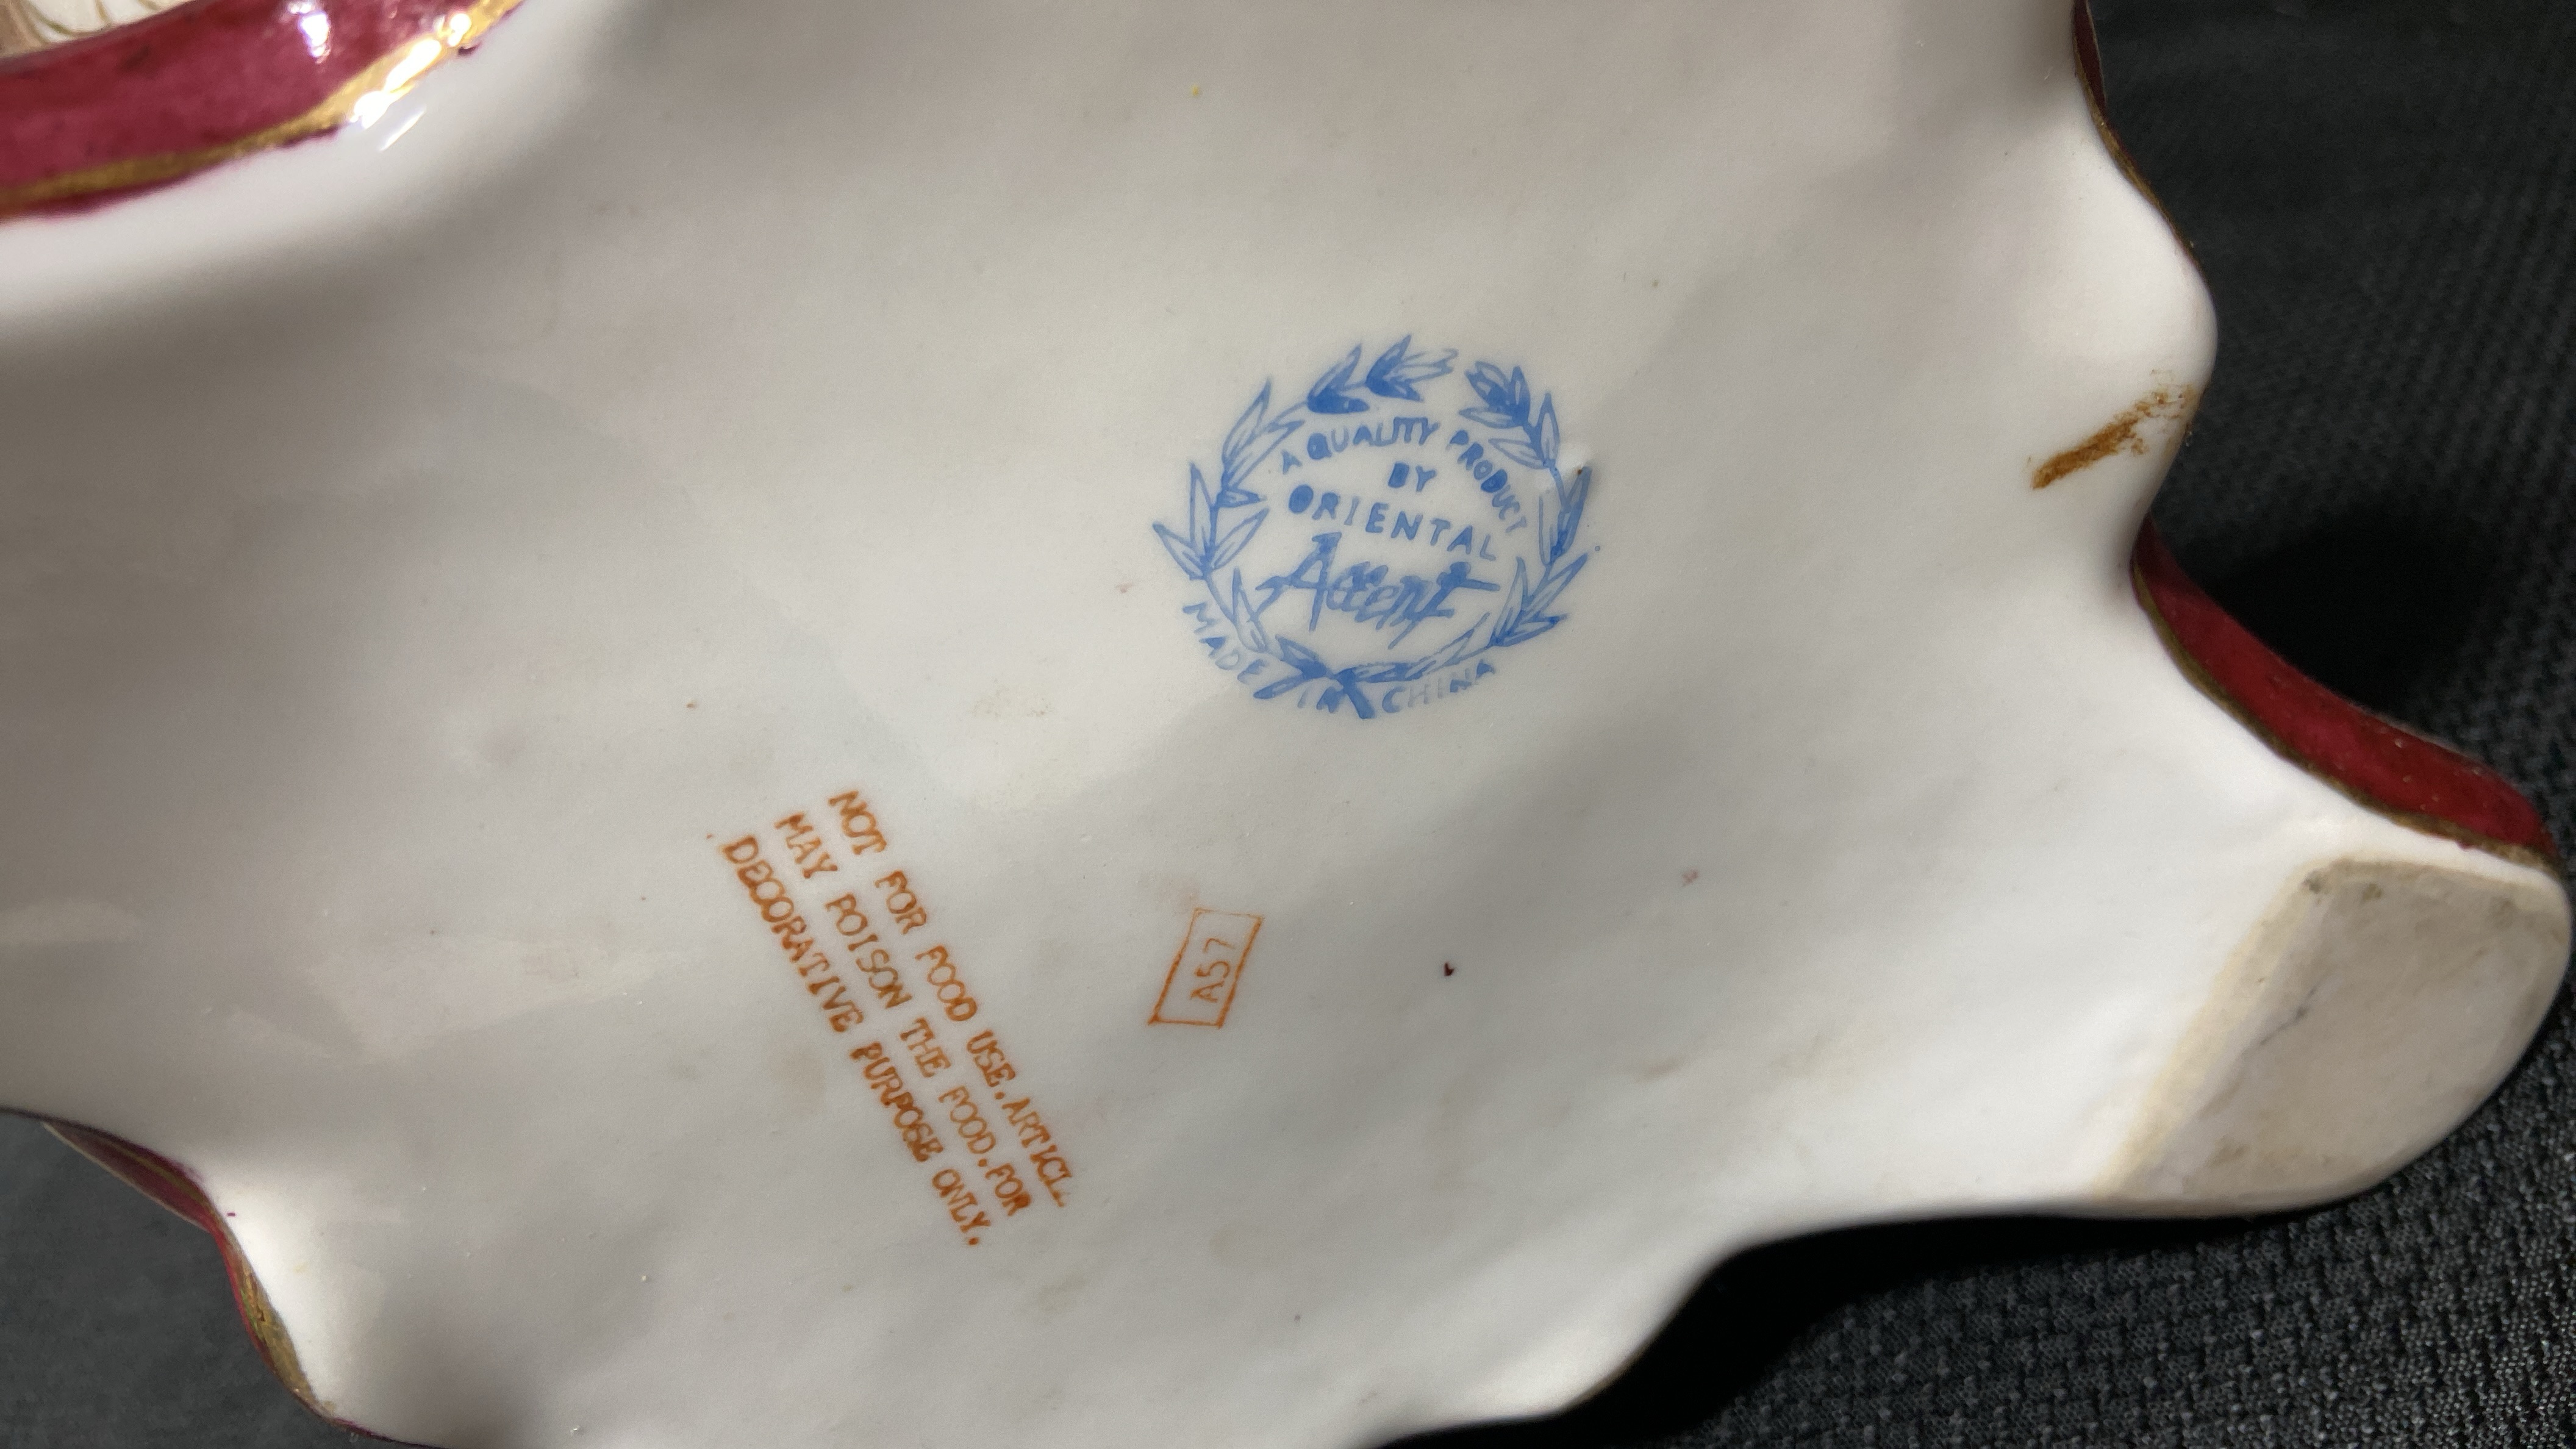 A QUALITY PRODUCT
BY
ORIENTAL
Accent
MADE IN CHINA
NOT FOR FOOD USE. ARTICL
MAY POISON THE FOOD. FOR
DECORATIVE PURPOSE ONLY.
A57